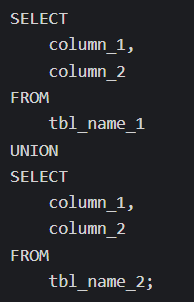 SELECT
    column_1,
    column_2
FROM
    tbl_name_1
UNION
SELECT
    column_1,
    column_2
FROM
    tbl_name_2;